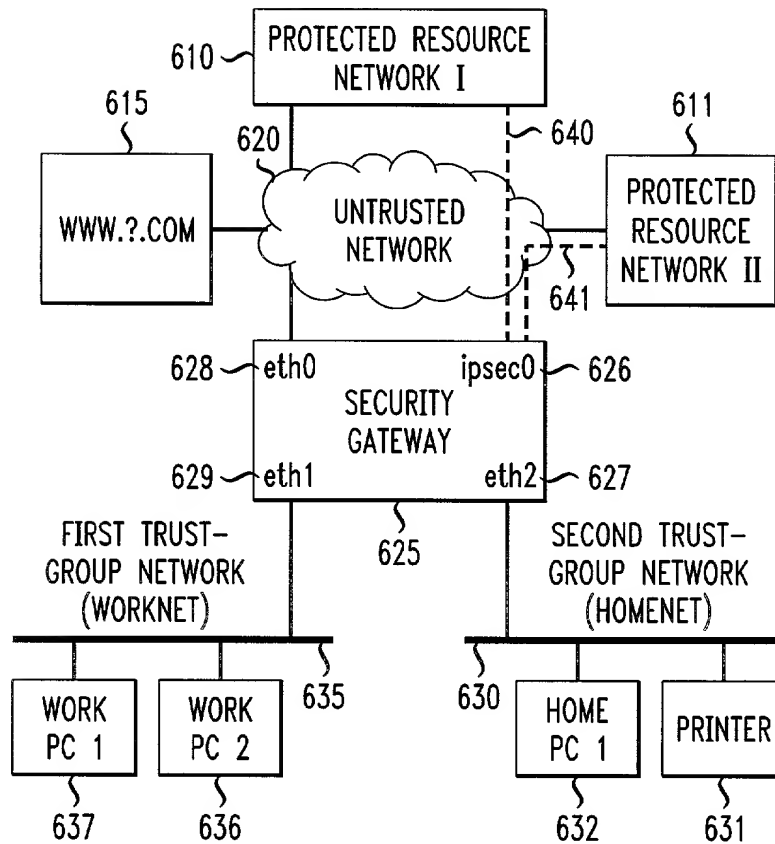 610
PROTECTED RESOURCE
NETWORK I
615
620
640
611
WWW.?.COM
UNTRUSTED
NETWORK
PROTECTED
RESOURCE
NETWORK II
641
628
eth0
ipsec0
626
SECURITY
GATEWAY
629
eth1
eth2
627
625
FIRST TRUST-
GROUP NETWORK
(WORKNET)
SECOND TRUST-
GROUP NETWORK
(HOMENET)
635
630
WORK
PC 1
WORK
PC 2
HOME
PC 1
PRINTER
637
636
632
631